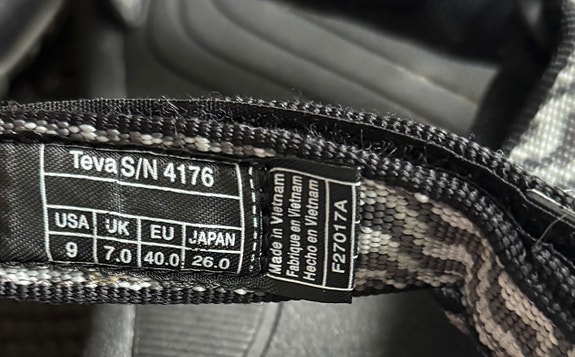 Teva S/N 4176
USA UK EU JAPAN
9 7.0 40.0 26.0
Made in Vietnam
Fabrique en Vietnam
Hecho en Vietnam
F27017A